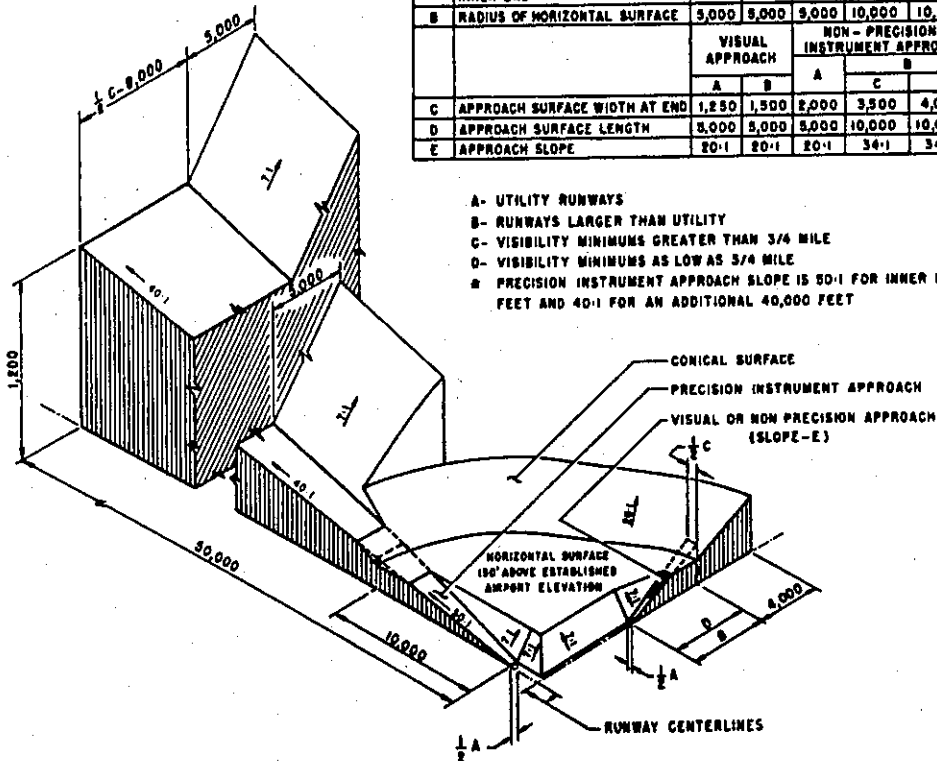 B RADIUS OF HORIZONTAL SURFACE 5,000 5,000 5,000 10,000 10,
VISUAL APPROACH
NON-PRECISION
INSTRUMENT APPRO
A B A B
C
C APPROACH SURFACE WIDTH AT END 1,250 1,500 2,000 3,500 4,0
D APPROACH SURFACE LENGTH 5,000 5,000 5,000 10,000 10,0
E APPROACH SLOPE 20:1 20:1 20:1 34:1 34
A- UTILITY RUNWAYS
B- RUNWAYS LARGER THAN UTILITY
C- VISIBILITY MINIMUMS GREATER THAN 3/4 MILE
D- VISIBILITY MINIMUMS AS LOW AS 3/4 MILE
* PRECISION INSTRUMENT APPROACH SLOPE IS 50:1 FOR INNER
FEET AND 40:1 FOR AN ADDITIONAL 40,000 FEET
5,000
1/2 C-8,000
7:1
40:1
5,000
1,200
7:1
CONICAL SURFACE
PRECISION INSTRUMENT APPROACH
VISUAL OR NON PRECISION APPROACH
(SLOPE-E)
1/2 C
40:1
20:1
50,000
HORIZONTAL SURFACE
150' ABOVE ESTABLISHED
AIRPORT ELEVATION
50:1
7:1
7:1
7:1
7:1
10,000
4,000
D
B
1/2 A
RUNWAY CENTERLINES
1/2 A